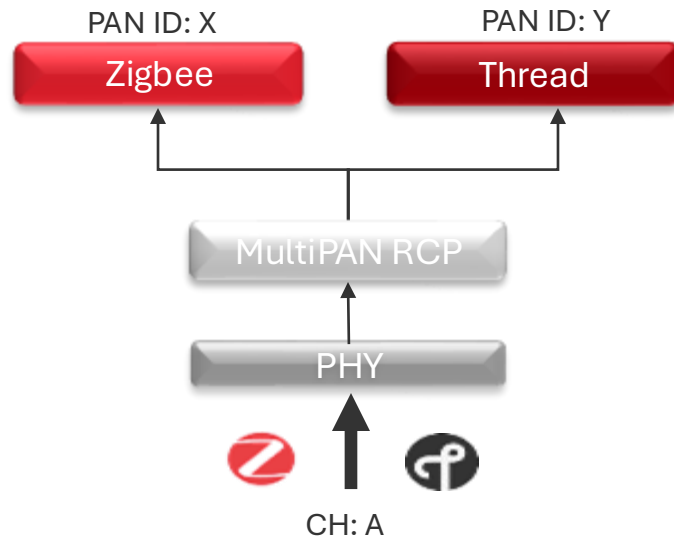 PAN ID: X
PAN ID: Y
Zigbee
Thread
MultiPAN RCP
PHY
CH: A